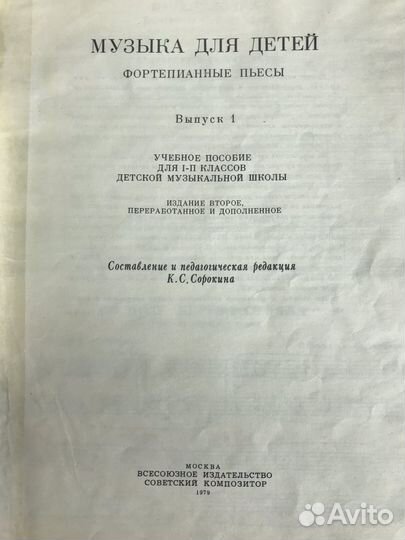 МУЗЫКА ДЛЯ ДЕТЕЙ
ФОРТЕПИАННЫЕ ПЬЕСЫ
Выпуск 1
УЧЕБНОЕ ПОСОБИЕ
ДЛЯ I-II КЛАССОВ
ДЕТСКОЙ МУЗЫКАЛЬНОЙ ШКОЛЫ
ИЗДАНИЕ ВТОРОЕ,
ПЕРЕРАБОТАННОЕ И ДОПОЛНЕННОЕ
Составление и педагогическая редакция
К. С. Сорокина
МОСКВА
ВСЕСОЮЗНОЕ ИЗДАТЕЛЬСТВО
СОВЕТСКИЙ КОМПОЗИТОР
1979
Avito